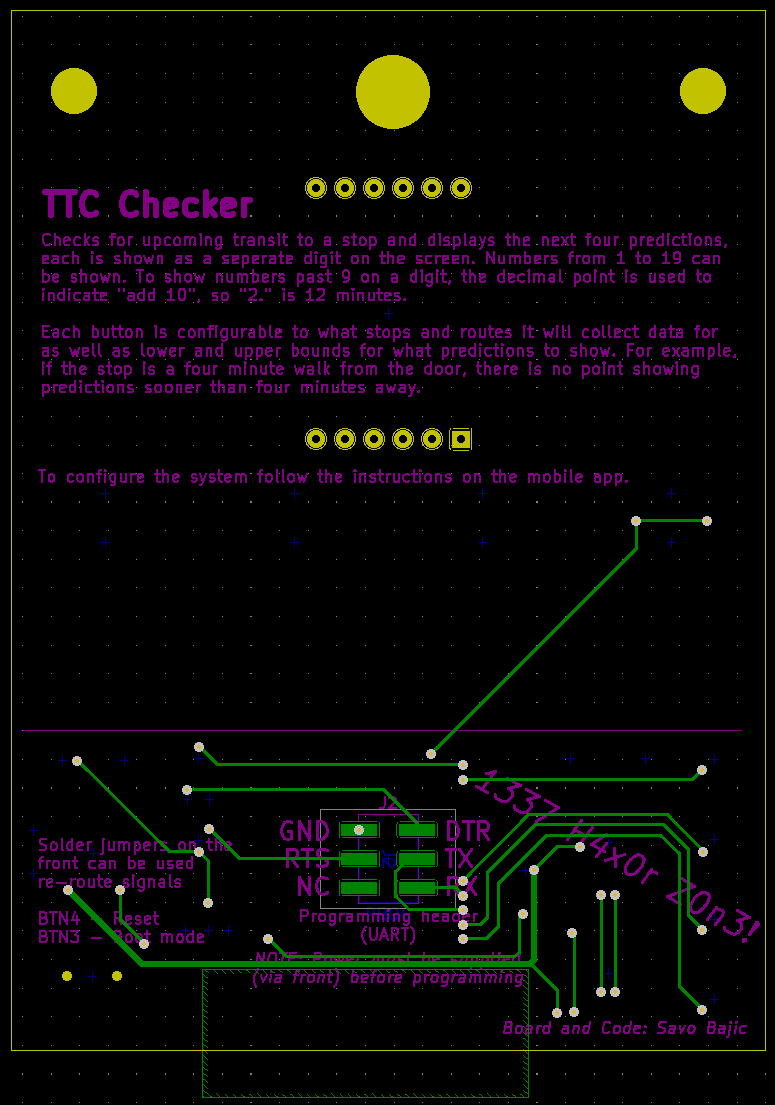 TTC Checker
Checks for upcoming transit to a stop and displays the next four predictions,
each is shown as a seperate digit on the screen. Numbers from 1 to 19 can
be shown. To show numbers past 9 on a digit, the decimal point is used to
indicate "add 10", so "2." is 12 minutes.
Each button is configurable to what stops and routes it will collect data for
as well as lower and upper bounds for what predictions to show. For example,
if the stop is a four minute walk from the door, there is no point showing
predictions sooner than four minutes away.
To configure the system follow the instructions on the mobile app.
J2
GND DTR
RTS TX
NC RX
1337 H4x0r Z0n3!
Solder jumpers on the
front can be used
re-route signals
BTN4 - Reset
BTN3 - Boot mode
Programming header
(UART)
NOTE: Power must be supplied
(via front) before programming
Board and Code: Savo Bajic